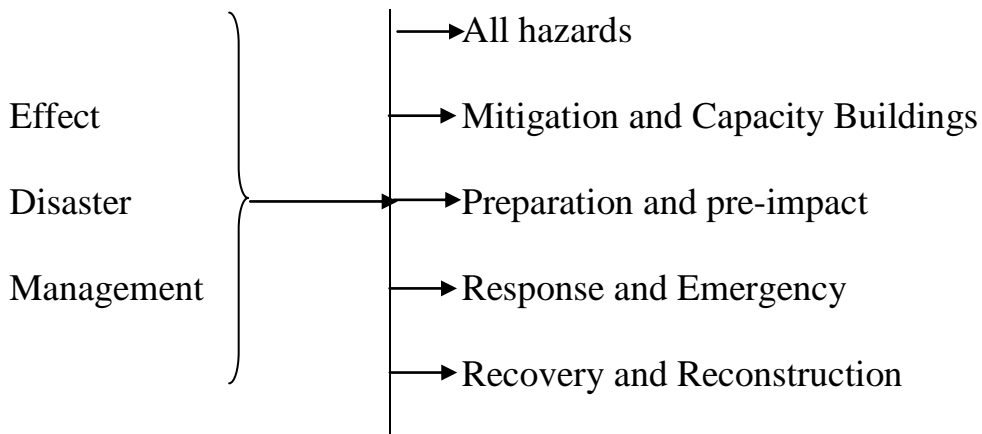 All hazards
Effect Mitigation and Capacity Buildings
Disaster Preparation and pre-impact
Management Response and Emergency
Recovery and Reconstruction